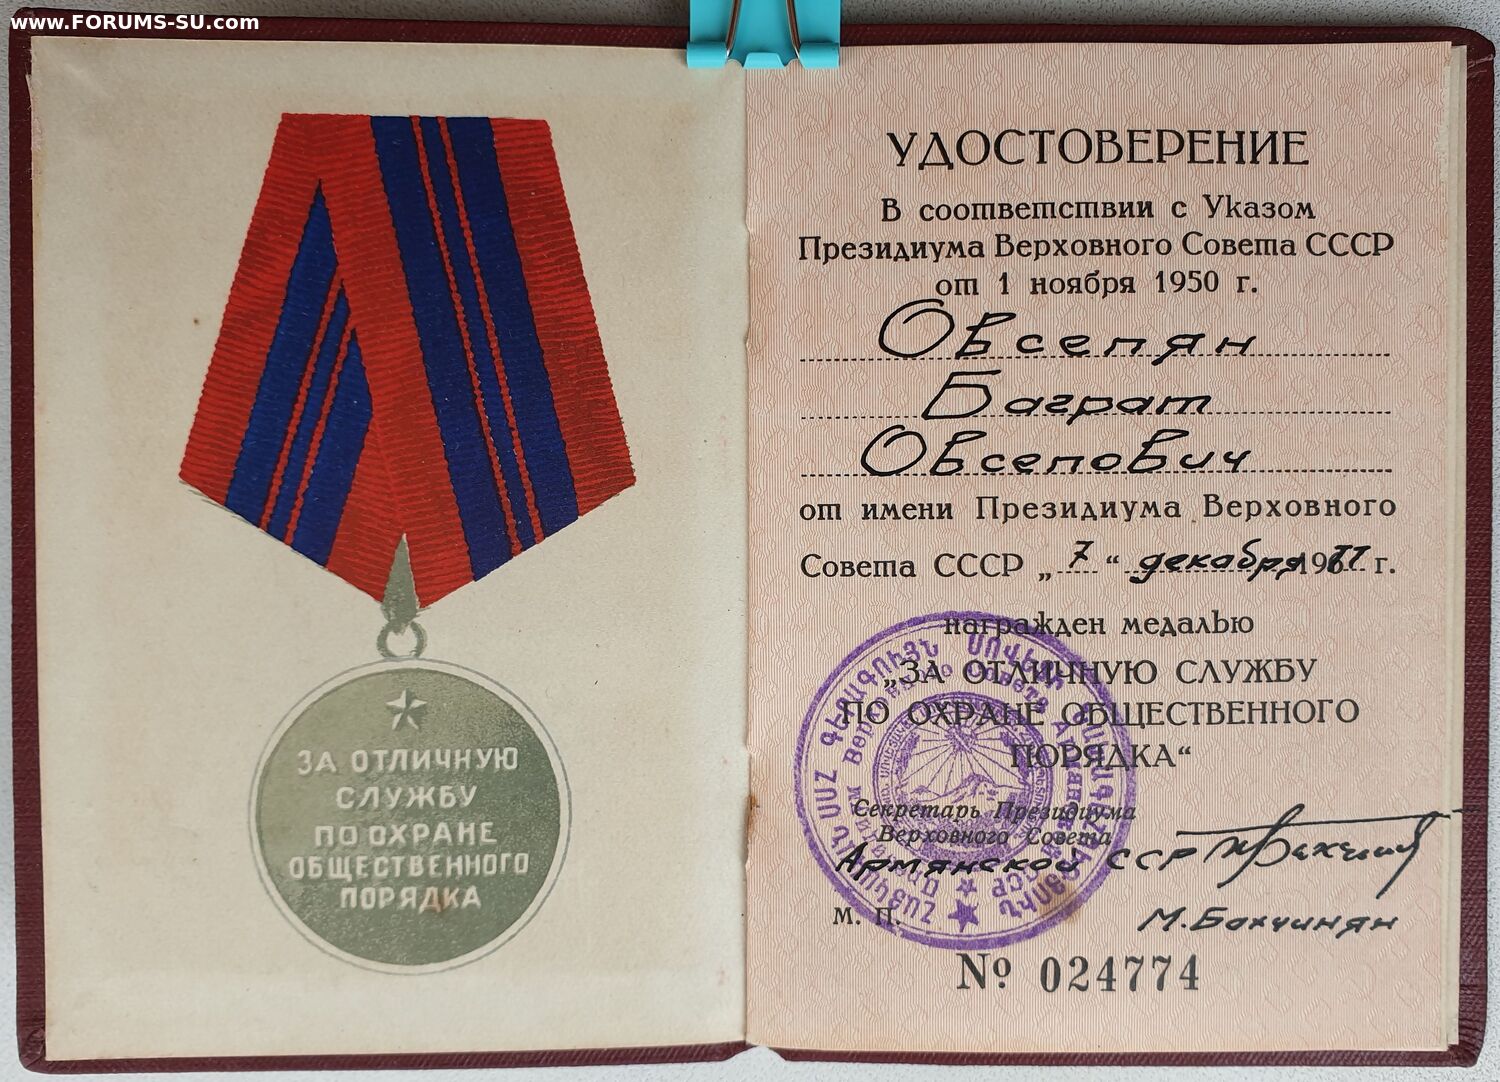 www.FORUMS-SU.com
ЗА ОТЛИЧНУЮ
СЛУЖБУ
ПО ОХРАНЕ
ОБЩЕСТВЕННОГО
ПОРЯДКА
УДОСТОВЕРЕНИЕ
В соответствии с Указом
Президиума Верховного Совета СССР
от 1 ноября 1950 г.
Овсепян
Баграт
Овсепович
от имени Президиума Верховного
Совета СССР „7“ декабря 1977 г.
награжден медалью
„ЗА ОТЛИЧНУЮ СЛУЖБУ
ПО ОХРАНЕ ОБЩЕСТВЕННОГО
ПОРЯДКА“
Секретарь Президиума
Верховного Совета
Армянской ССР
М. П.
М. Бахчинян
№ 024774